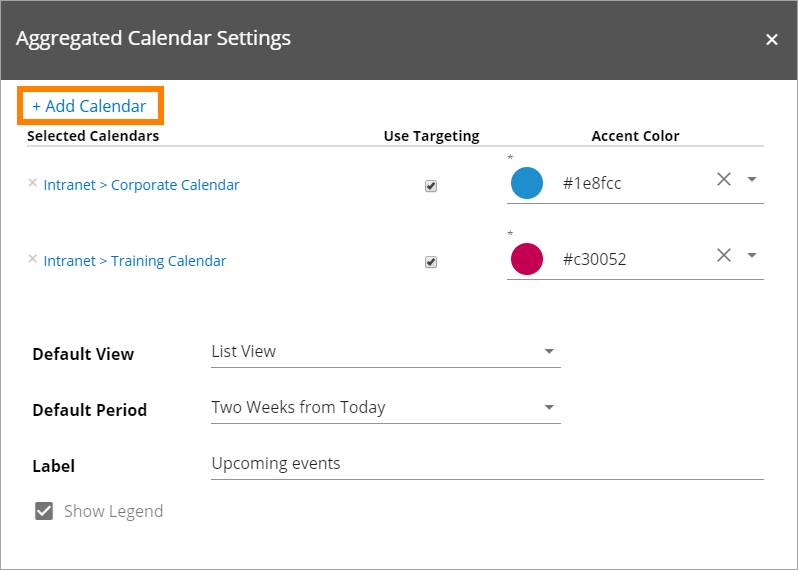 Aggregated Calendar Settings ×
+ Add Calendar
Selected Calendars Use Targeting Accent Color
*
× Intranet > Corporate Calendar #1e8fcc
*
× Intranet > Training Calendar #c30052
Default View List View
Default Period Two Weeks from Today
Label Upcoming events
Show Legend